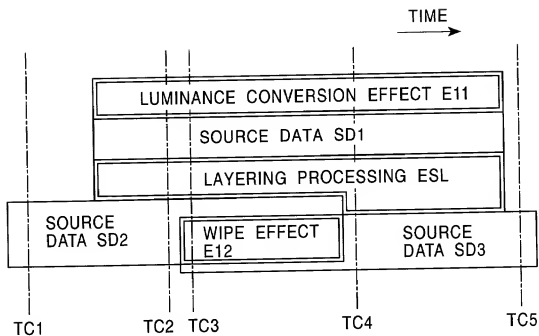 TIME
LUMINANCE CONVERSION EFFECT E11
SOURCE DATA SD1
LAYERING PROCESSING ESL
SOURCE
DATA SD2
WIPE EFFECT
E12
SOURCE
DATA SD3
TC1
TC2
TC3
TC4
TC5